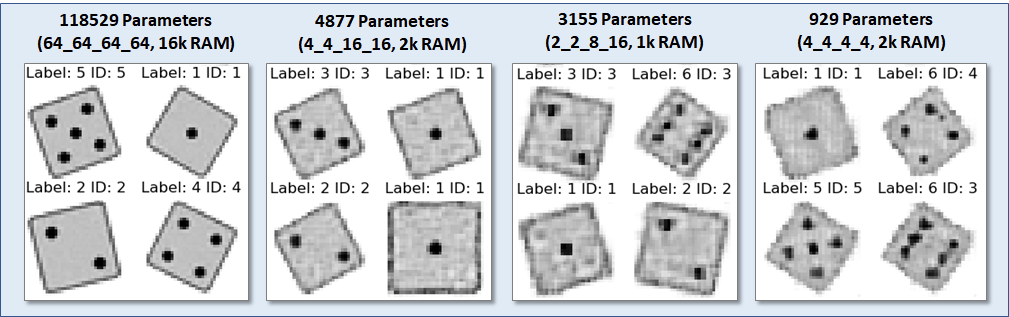 118529 Parameters
(64_64_64_64, 16k RAM)
Label: 5 ID: 5 Label: 1 ID: 1
Label: 2 ID: 2 Label: 4 ID: 4
4877 Parameters
(4_4_16_16, 2k RAM)
Label: 3 ID: 3 Label: 1 ID: 1
Label: 2 ID: 2 Label: 1 ID: 1
3155 Parameters
(2_2_8_16, 1k RAM)
Label: 3 ID: 3 Label: 6 ID: 3
Label: 1 ID: 1 Label: 2 ID: 2
929 Parameters
(4_4_4_4, 2k RAM)
Label: 1 ID: 1 Label: 6 ID: 4
Label: 5 ID: 5 Label: 6 ID: 3